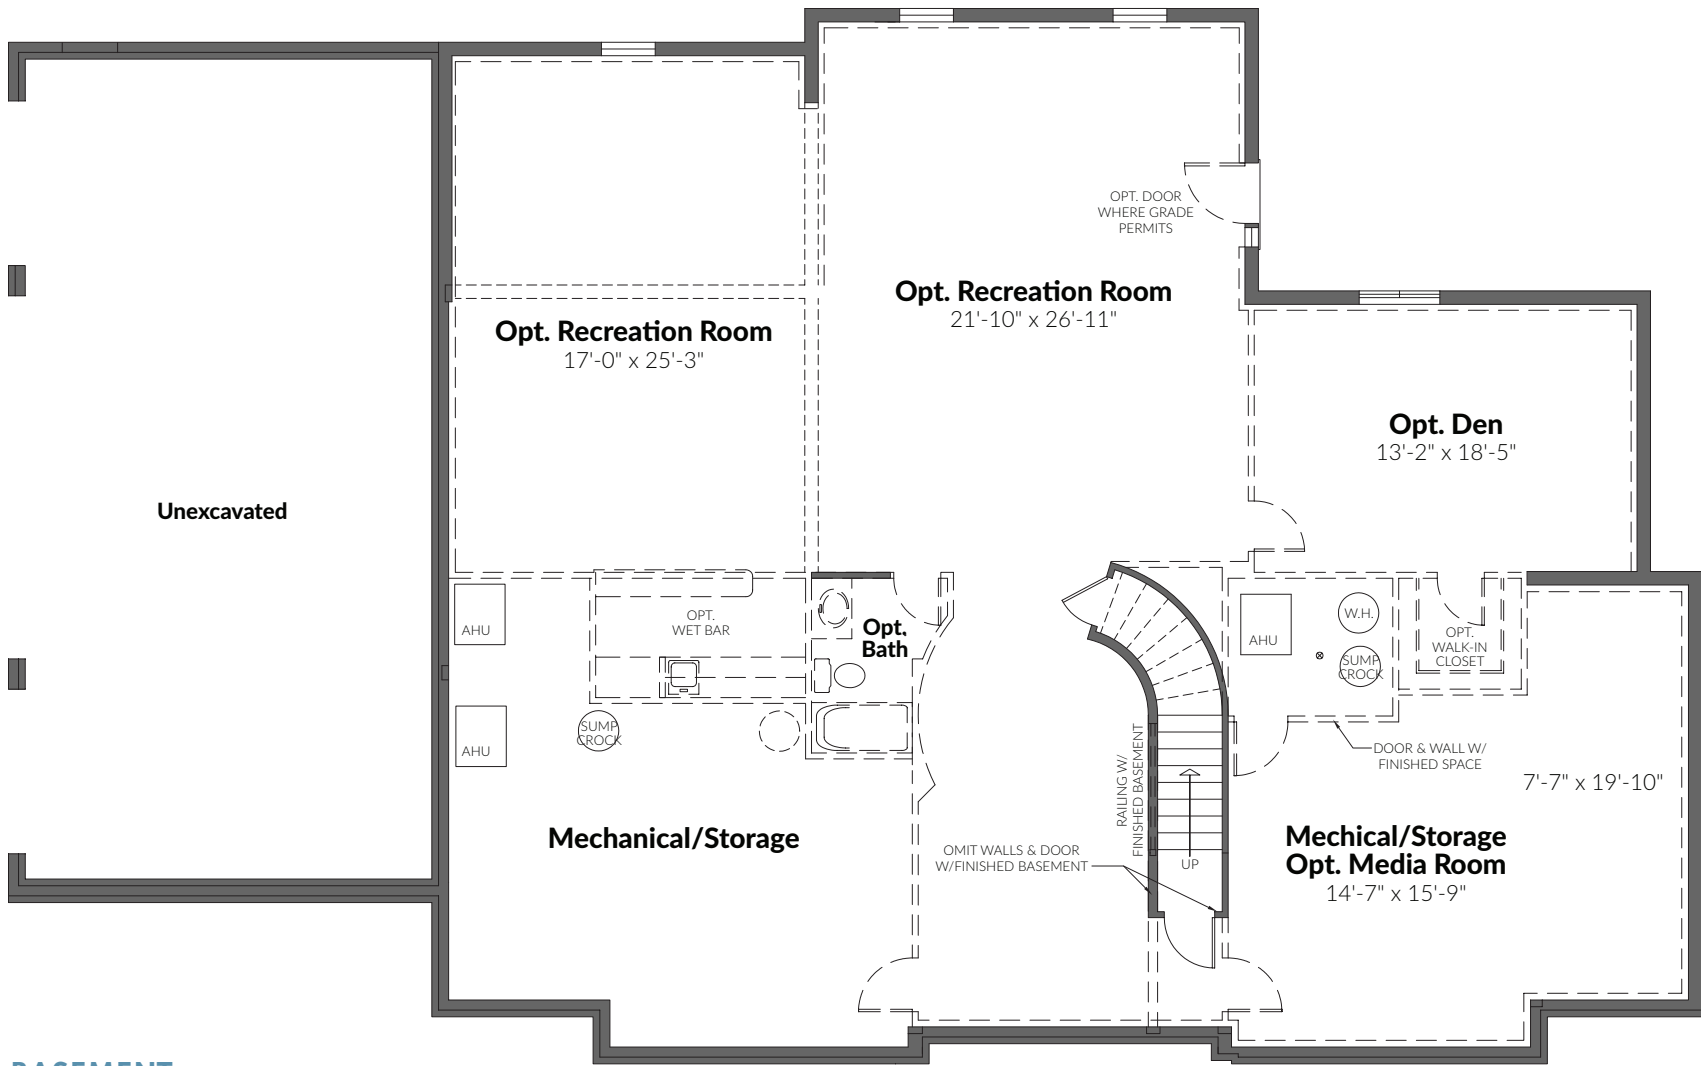 OPT. DOOR
WHERE GRADE
PERMITS
Opt. Recreation Room
21'-10" x 26'-11"
Opt. Recreation Room
17'-0" x 25'-3"
Opt. Den
13'-2" x 18'-5"
Unexcavated
AHU
OPT.
WET BAR
Opt.
Bath
AHU
W.H.
SUMP
CROCK
OPT.
WALK-IN
CLOSET
AHU
SUMP
CROCK
RAILING W/
FINISHED BASEMENT
DOOR & WALL W/
FINISHED SPACE
7'-7" x 19'-10"
Mechanical/Storage
OMIT WALLS & DOOR
W/FINISHED BASEMENT
UP
Mechical/Storage
Opt. Media Room
14'-7" x 15'-9"
BASEMENT